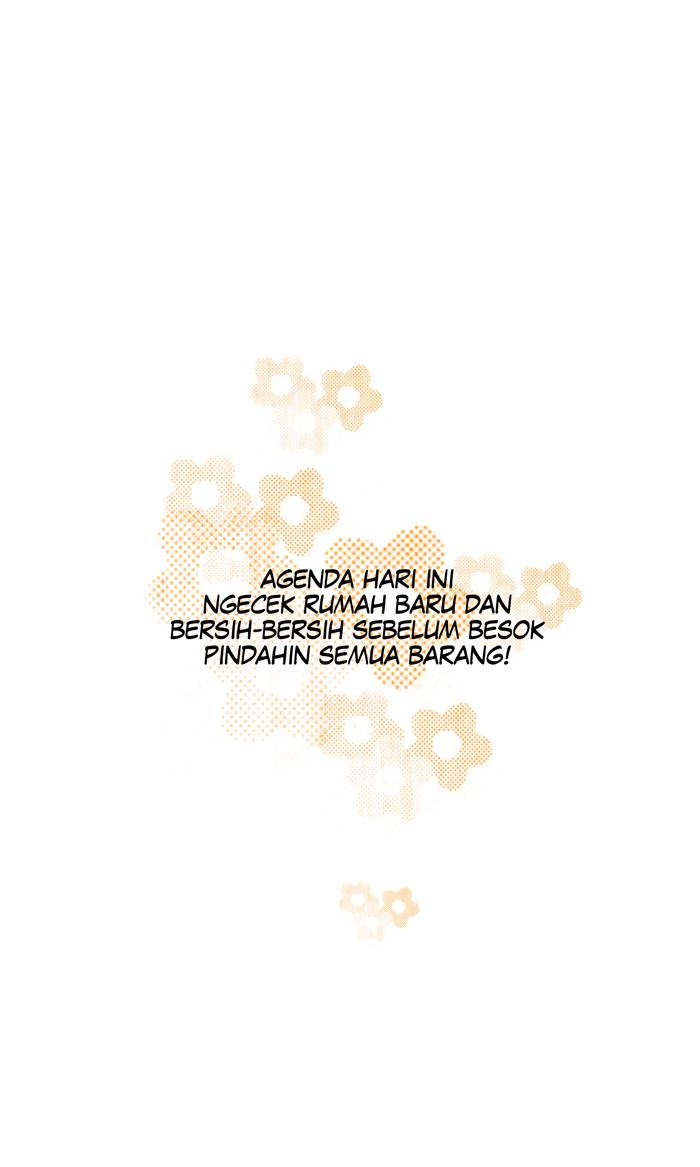 AGENDA HARI INI
NGECEK RUMAH BARU DAN
BERSIH-BERSIH SEBELUM BESOK
PINDAHIN SEMUA BARANG!